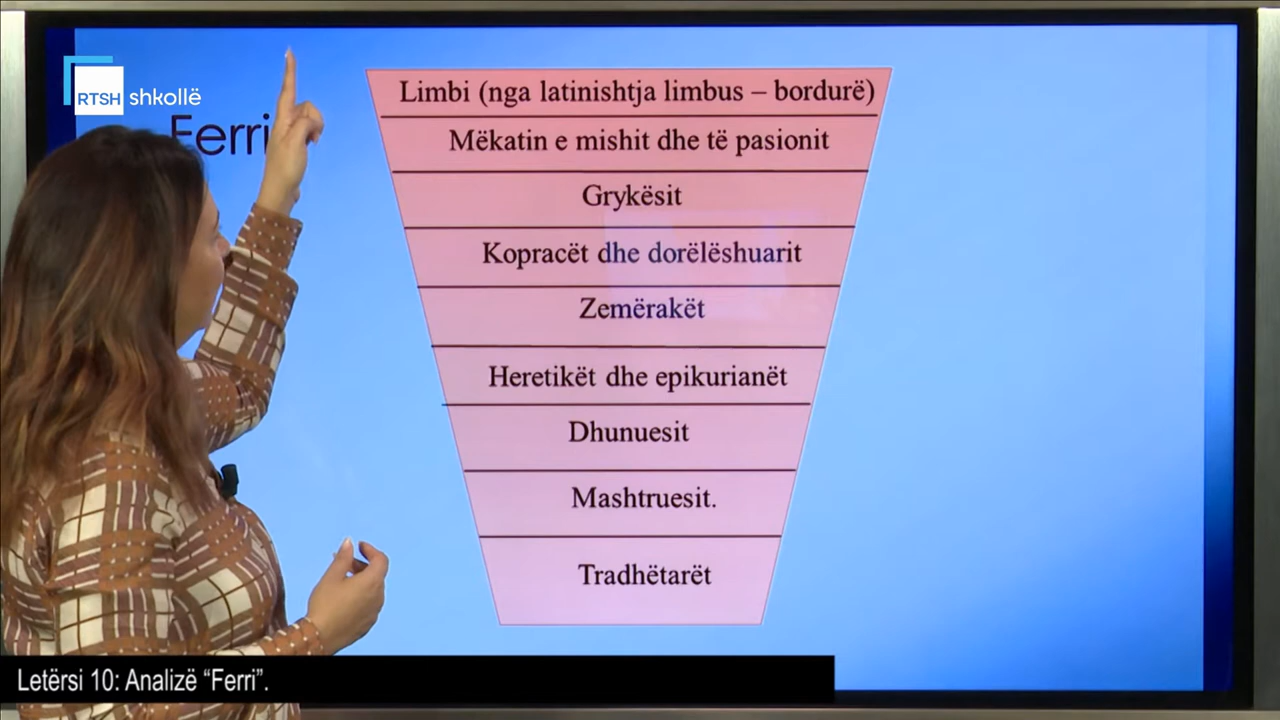 RTSH shkollë
Ferri
Limbi (nga latinishtja limbus – bordurë)
Mëkatin e mishit dhe të pasionit
Grykësit
Kopracët dhe dorëlëshuarit
Zemërakët
Heretikët dhe epikurianët
Dhunuesit
Mashtruesit.
Tradhëtarët
Letërsi 10: Analizë “Ferri”.